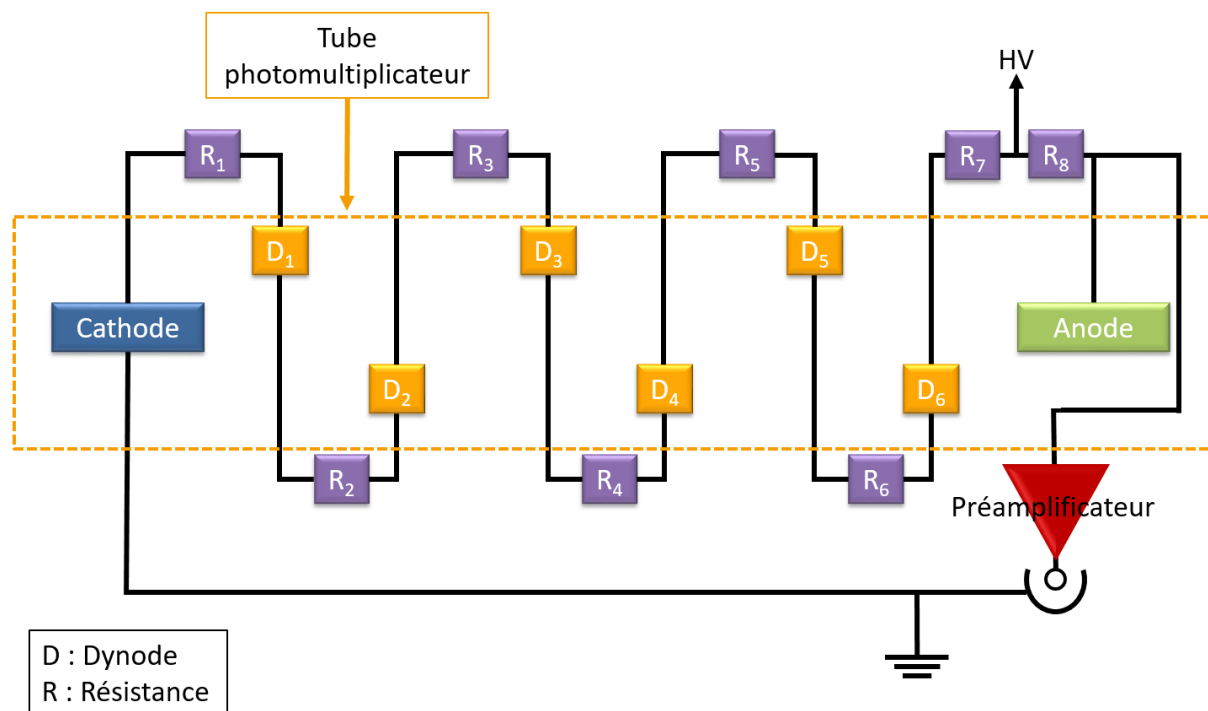 Tube
photomultiplicateur
HV
R₁
R₃
R₅
R₇
R₈
D₁
D₃
D₅
Cathode
Anode
D₂
D₄
D₆
R₂
R₄
R₆
Préamplificateur
D : Dynode
R : Résistance